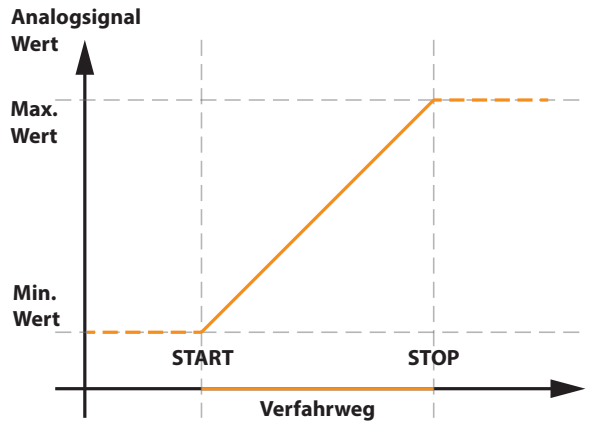 Analogsignal
Wert
Max.
Wert
Min.
Wert
START
STOP
Verfahrweg